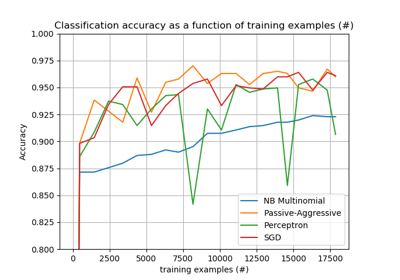 Classification accuracy as a function of training examples (#)
1.000
0.975
0.950
0.925
0.900
0.875
0.850
0.825
0.800
Accuracy
NB Multinomial
Passive-Aggressive
Perceptron
SGD
0 2500 5000 7500 10000 12500 15000 17500
training examples (#)